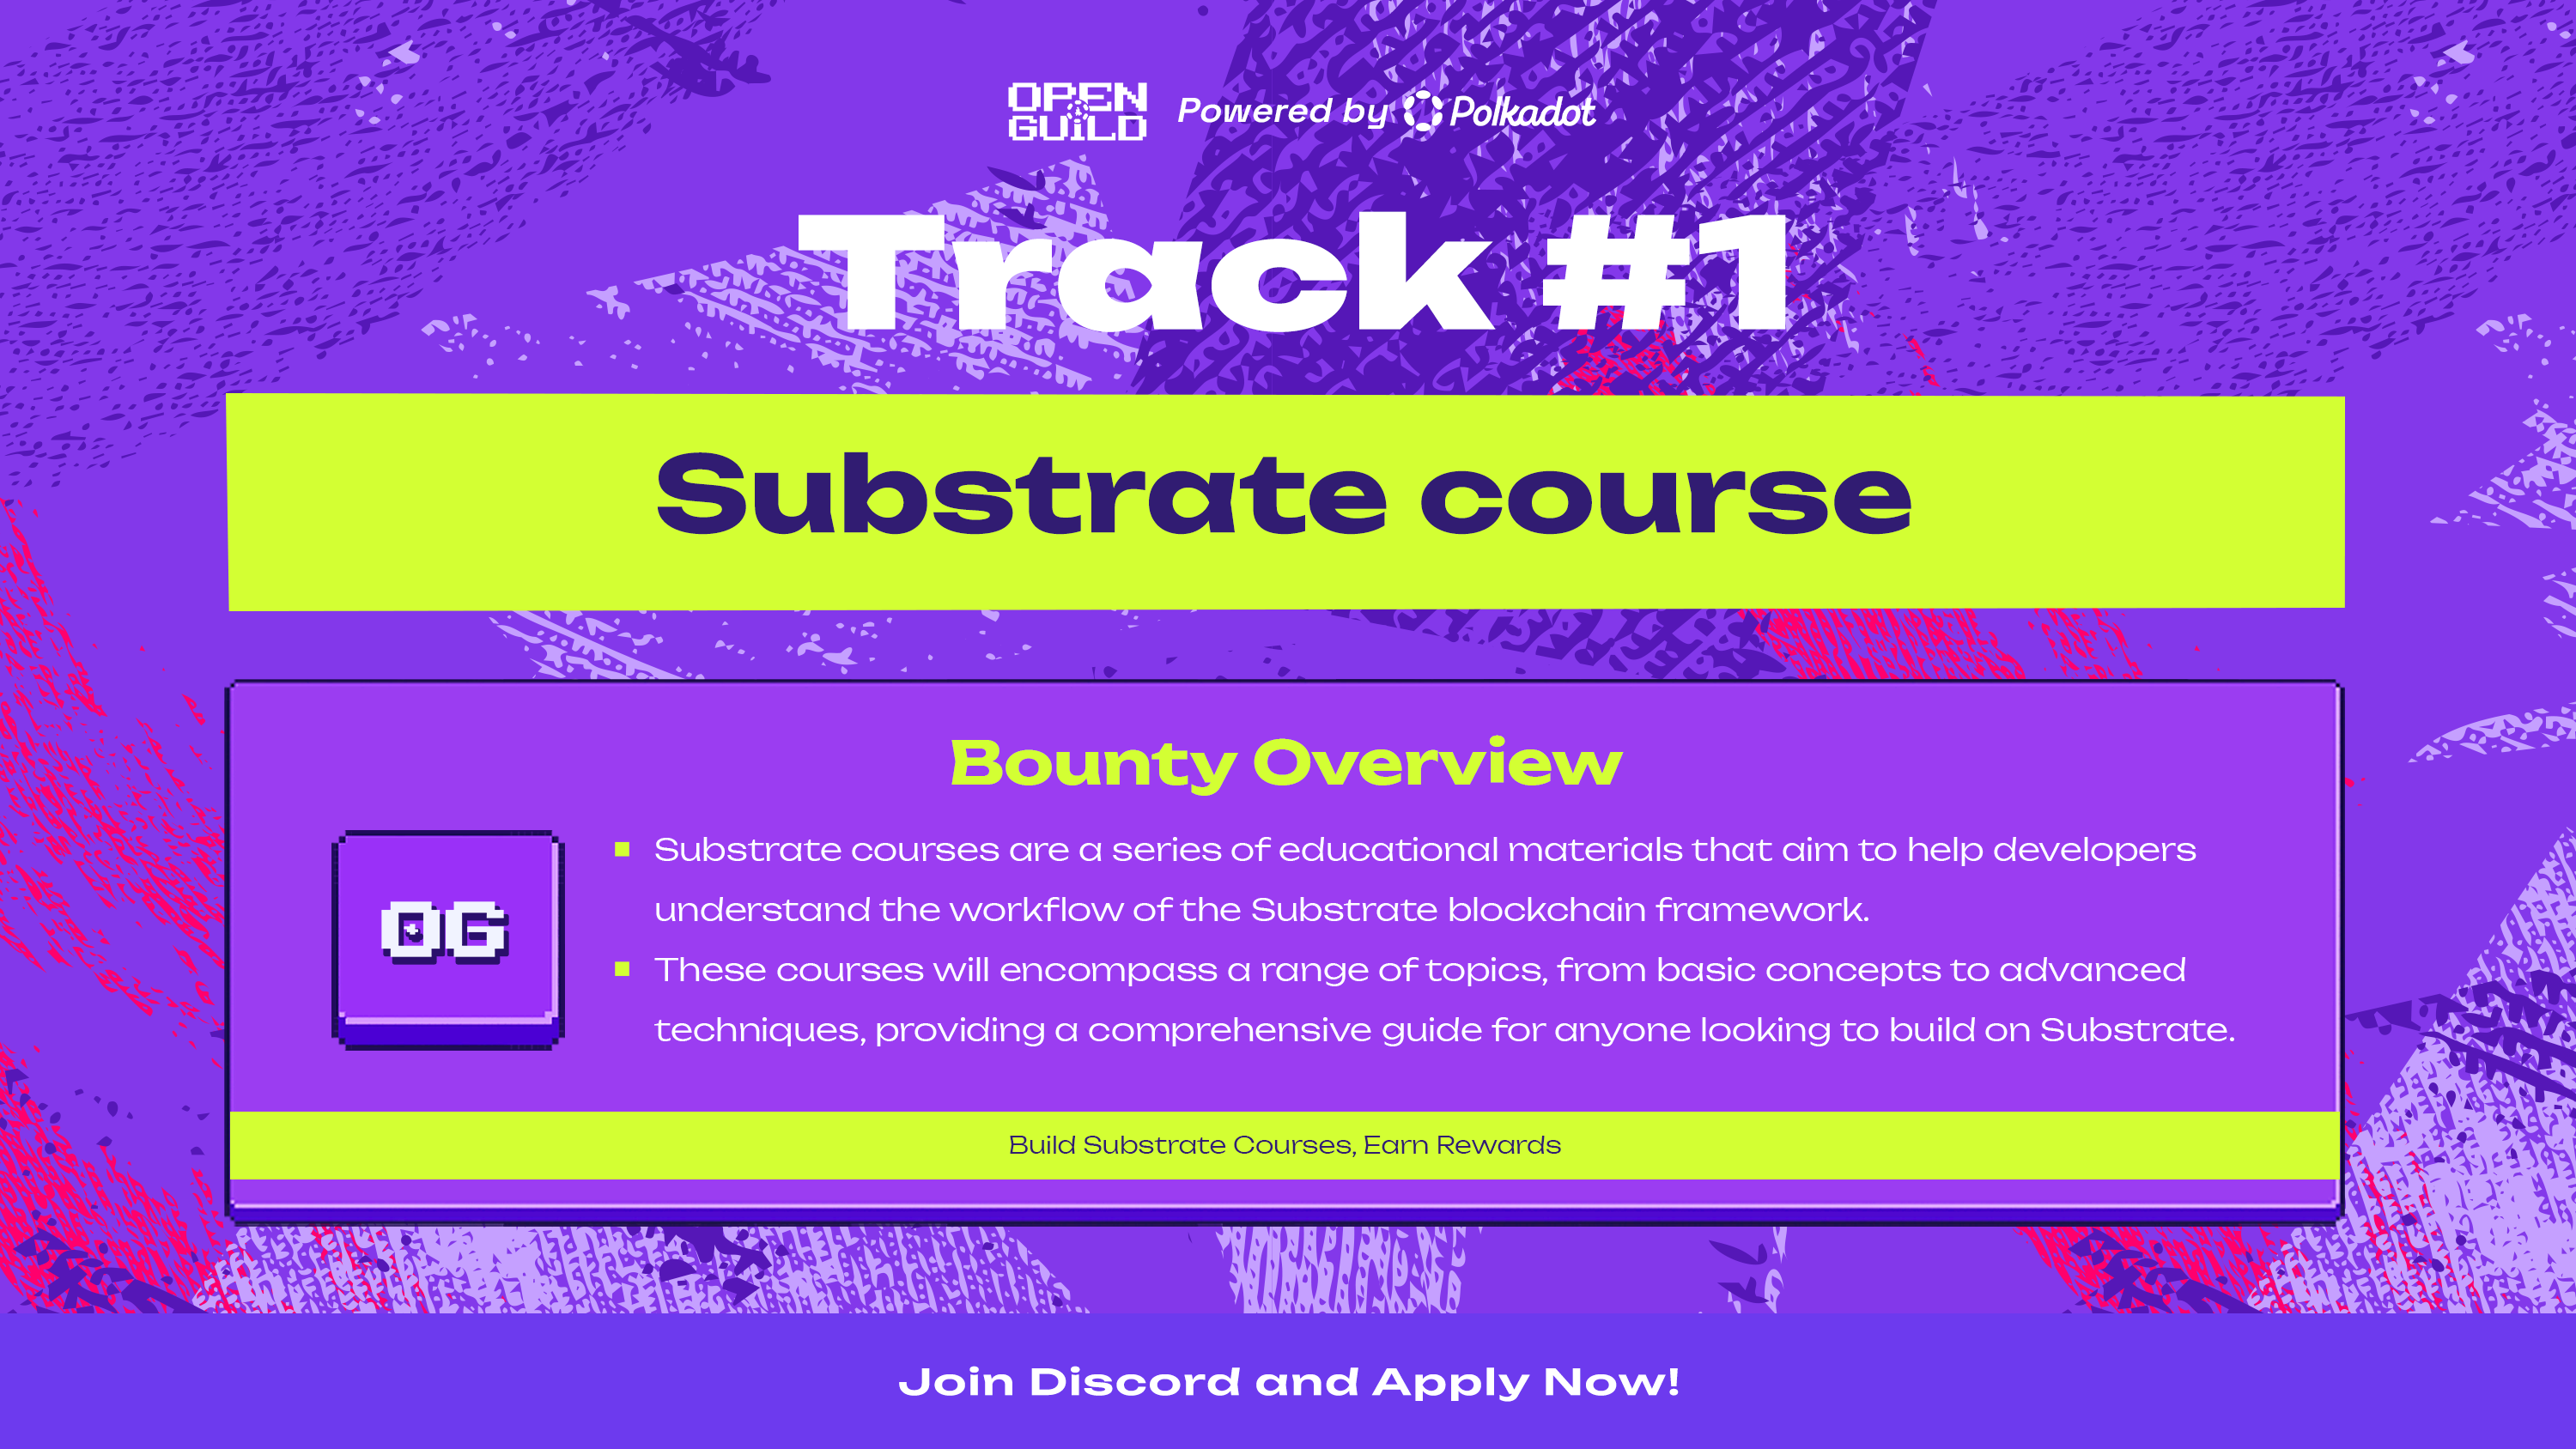 OPEN
GUILD
Powered by Polkadot
Track #1
Substrate course
Bounty Overview
OG
Substrate courses are a series of educational materials that aim to help developers
understand the workflow of the Substrate blockchain framework.
These courses will encompass a range of topics, from basic concepts to advanced
techniques, providing a comprehensive guide for anyone looking to build on Substrate.
Build Substrate Courses, Earn Rewards
Join Discord and Apply Now!